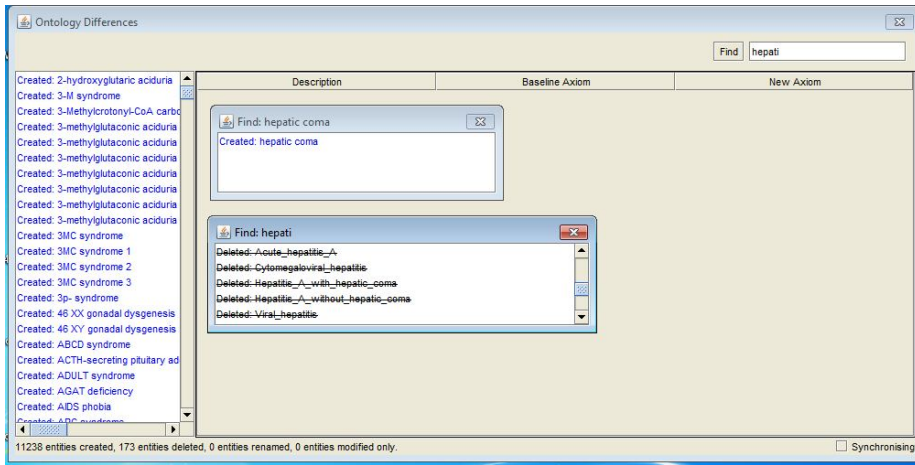 Ontology Differences
Find hepati
Created: 2-hydroxyglutaric aciduria
Created: 3-M syndrome
Created: 3-Methylcrotonyl-CoA carbo
Created: 3-methylglutaconic aciduria
Created: 3-methylglutaconic aciduria
Created: 3-methylglutaconic aciduria
Created: 3-methylglutaconic aciduria
Created: 3-methylglutaconic aciduria
Created: 3-methylglutaconic aciduria
Created: 3-methylglutaconic aciduria
Created: 3MC syndrome
Created: 3MC syndrome 1
Created: 3MC syndrome 2
Created: 3MC syndrome 3
Created: 3p- syndrome
Created: 46 XX gonadal dysgenesis
Created: 46 XY gonadal dysgenesis
Created: ABCD syndrome
Created: ACTH-secreting pituitary ad
Created: ADULT syndrome
Created: AGAT deficiency
Created: AIDS phobia
Description Baseline Axiom New Axiom
Find: hepatic coma
Created: hepatic coma
Find: hepati
Deleted: Acute_hepatitis_A
Deleted: Cytomegaloviral_hepatitis
Deleted: Hepatitis_A_with_hepatic_coma
Deleted: Hepatitis_A_without_hepatic_coma
Deleted: Viral_hepatitis
11238 entities created, 173 entities deleted, 0 entities renamed, 0 entities modified only.
Synchronising